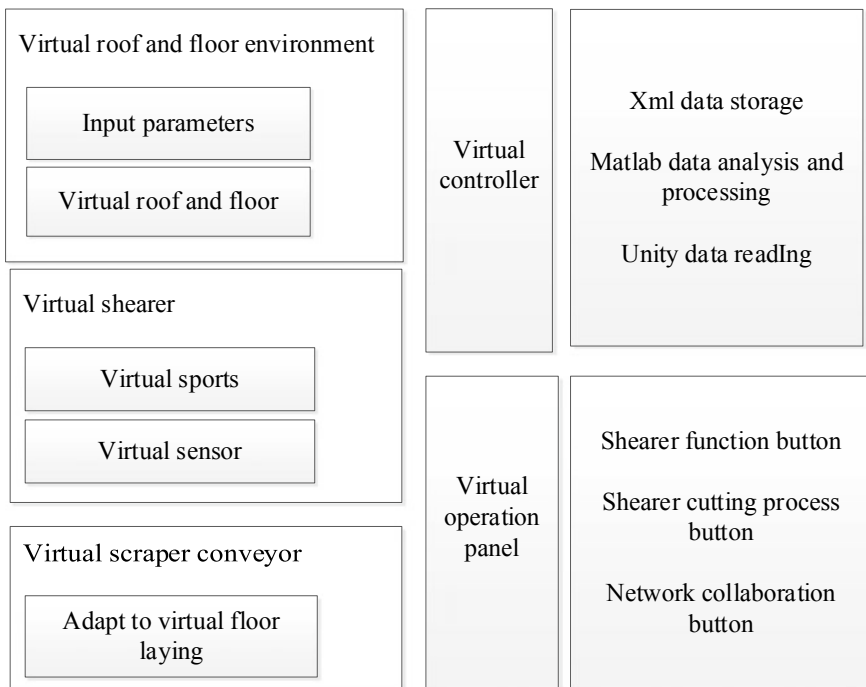 Virtual roof and floor environment
Input parameters
Virtual roof and floor
Virtual shearer
Virtual sports
Virtual sensor
Virtual scraper conveyor
Adapt to virtual floor
laying
Virtual
controller
Xml data storage
Matlab data analysis and
processing
Unity data readIng
Virtual
operation
panel
Shearer function button
Shearer cutting process
button
Network collaboration
button